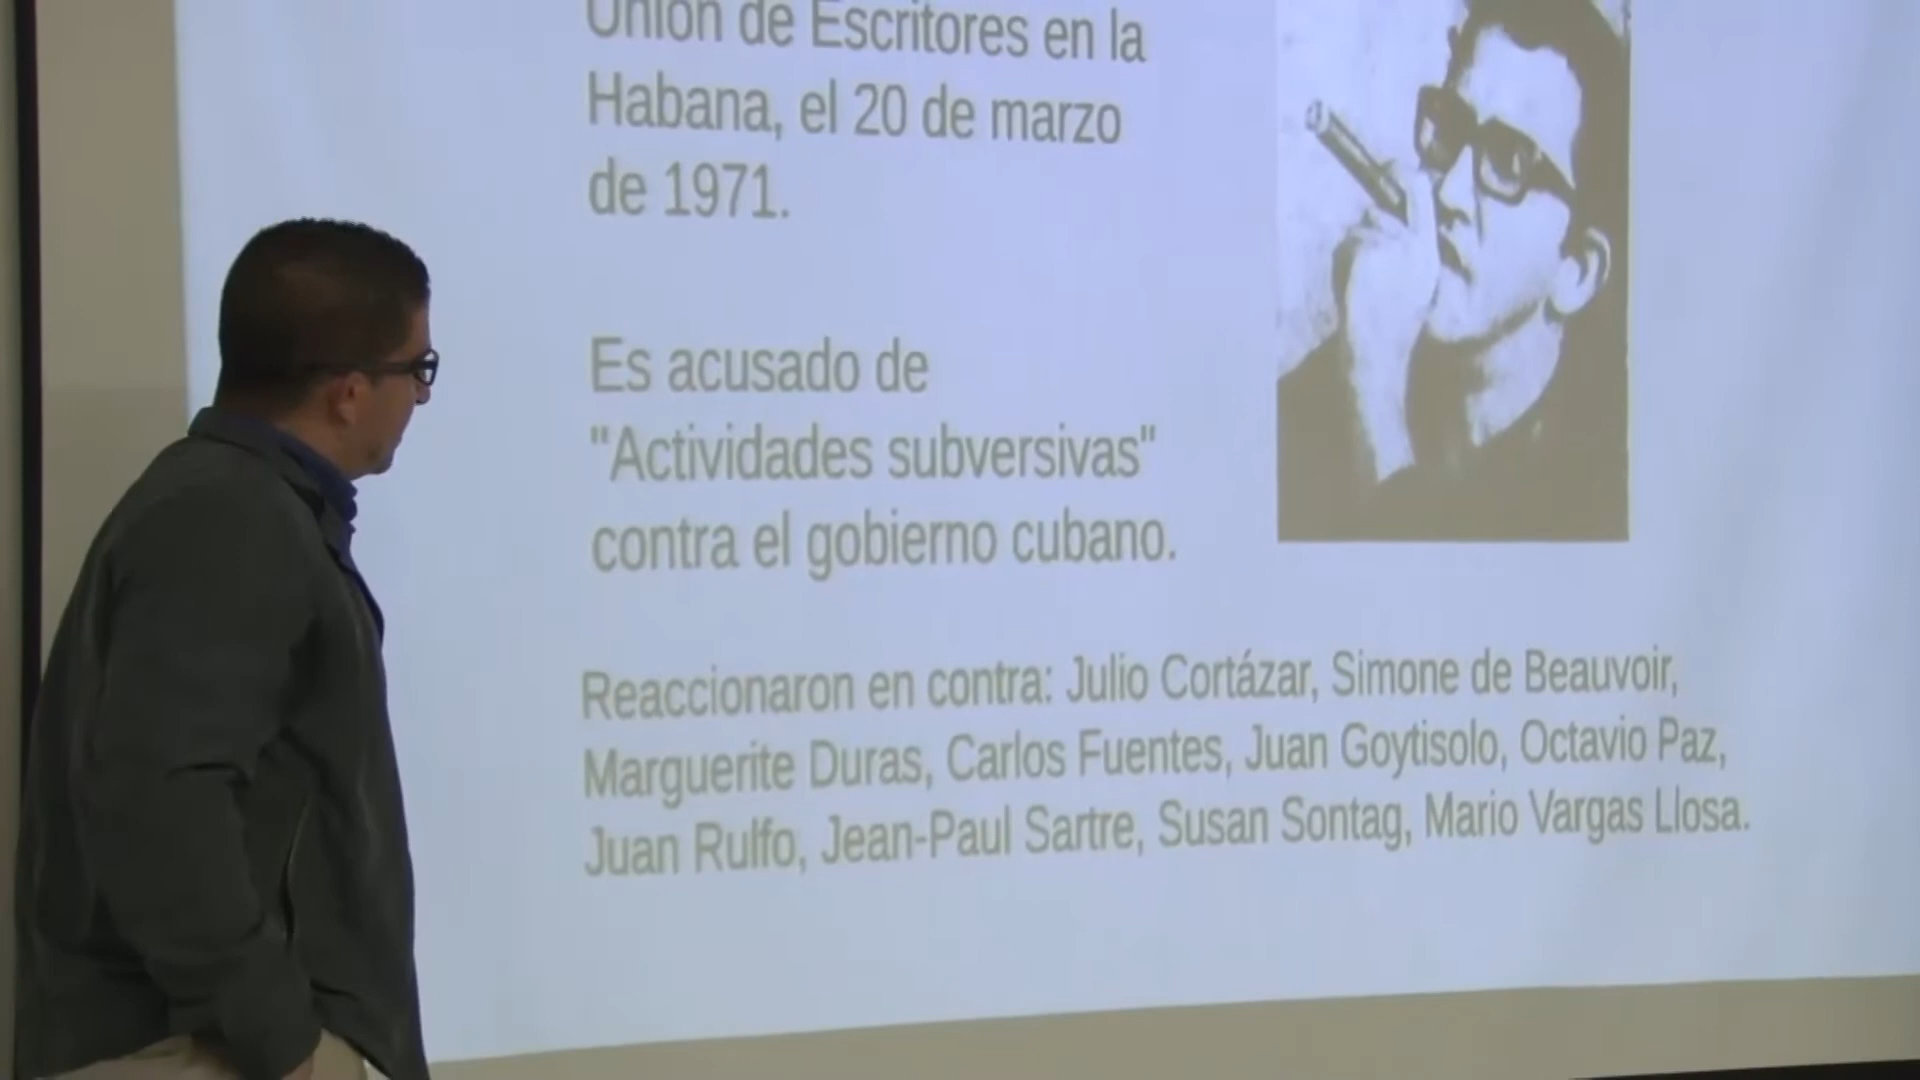 Unión de Escritores en la
Habana, el 20 de marzo
de 1971.
Es acusado de
"Actividades subversivas"
contra el gobierno cubano.
Reaccionaron en contra: Julio Cortázar, Simone de Beauvoir,
Marguerite Duras, Carlos Fuentes, Juan Goytisolo, Octavio Paz,
Juan Rulfo, Jean-Paul Sartre, Susan Sontag, Mario Vargas Llosa.